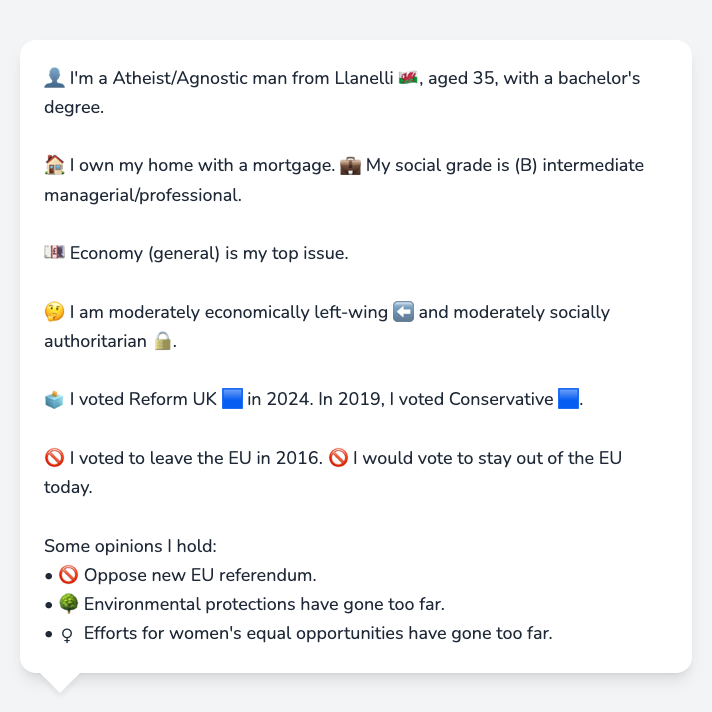 👤 I'm a Atheist/Agnostic man from Llanelli 🏴󠁧󠁢󠁷󠁬󠁳󠁿, aged 35, with a bachelor's
degree.
🏠 I own my home with a mortgage. 💼 My social grade is (B) intermediate
managerial/professional.
💷 Economy (general) is my top issue.
🤔 I am moderately economically left-wing ⬅️ and moderately socially
authoritarian 🔒.
🗳️ I voted Reform UK 🟦 in 2024. In 2019, I voted Conservative 🟦.
🚫 I voted to leave the EU in 2016. 🚫 I would vote to stay out of the EU
today.
Some opinions I hold:
• 🚫 Oppose new EU referendum.
• 🌳 Environmental protections have gone too far.
• ♀ Efforts for women's equal opportunities have gone too far.